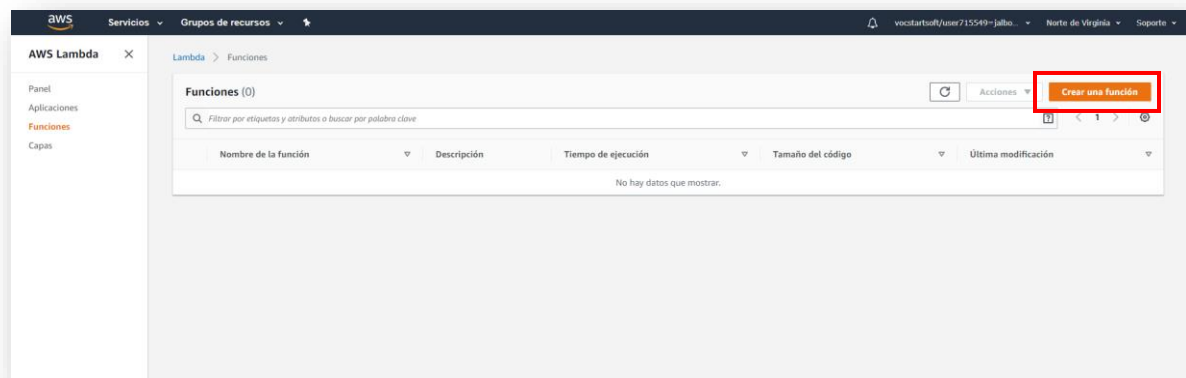 aws Servicios Grupos de recursos vocstartsoft/user715549=jalbo... Norte de Virginia Soporte
AWS Lambda
Lambda > Funciones
Panel
Aplicaciones
Funciones
Capas
Funciones (0) Acciones Crear una función
Filtrar por etiquetas y atributos o buscar por palabra clave ? < 1 >
Nombre de la función Descripción Tiempo de ejecución Tamaño del código Última modificación
No hay datos que mostrar.